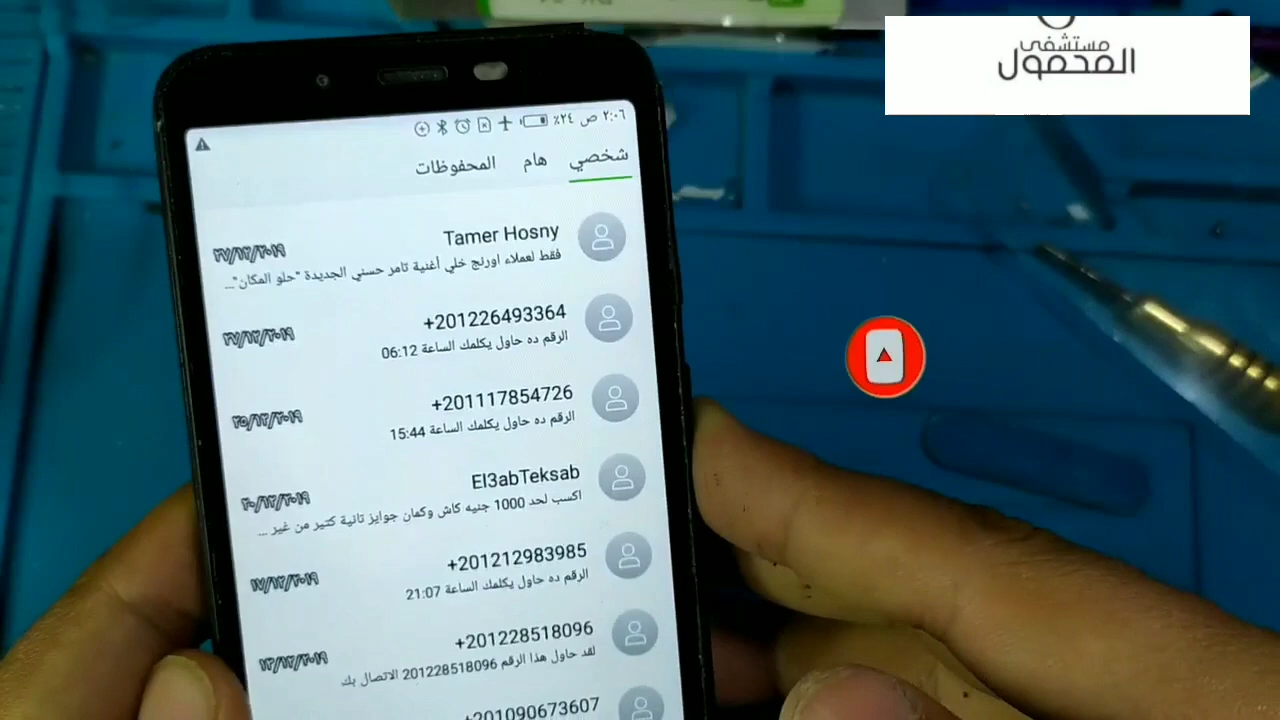 مستشفى
المحمول
٢:٠٦ ص ٢٤٪
شخصي هام المحفوظات
Tamer Hosny ٢٧/١٢/٢٠١٩
فقط لعملاء اورنج خلي أغنية تامر حسني الجديدة "حلو المكان"...
+201226493364 ٢٧/١٢/٢٠١٩
الرقم ده حاول يكلمك الساعة 06:12
+201117854726 ٢٥/١٢/٢٠١٩
الرقم ده حاول يكلمك الساعة 15:44
El3abTeksab ٢٠/١٢/٢٠١٩
اكسب لحد 1000 جنيه كاش وكمان جوايز تانية كتير من غير ...
+201212983985 ١٧/١٢/٢٠١٩
الرقم ده حاول يكلمك الساعة 21:07
+201228518096 ١٣/١٢/٢٠١٩
لقد حاول هذا الرقم 201228518096 الاتصال بك
+201090673607